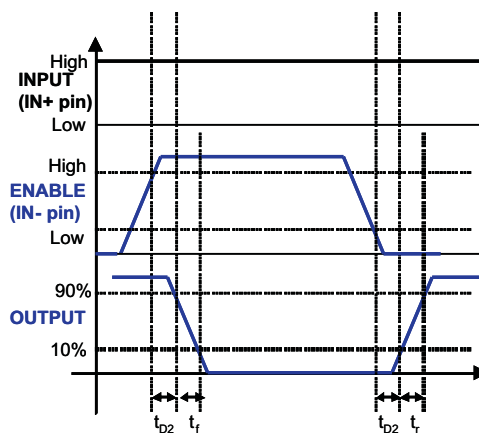 High
INPUT
(IN+ pin)
Low
High
ENABLE
(IN- pin)
Low
90%
OUTPUT
10%
tD2 tf tD2 tr